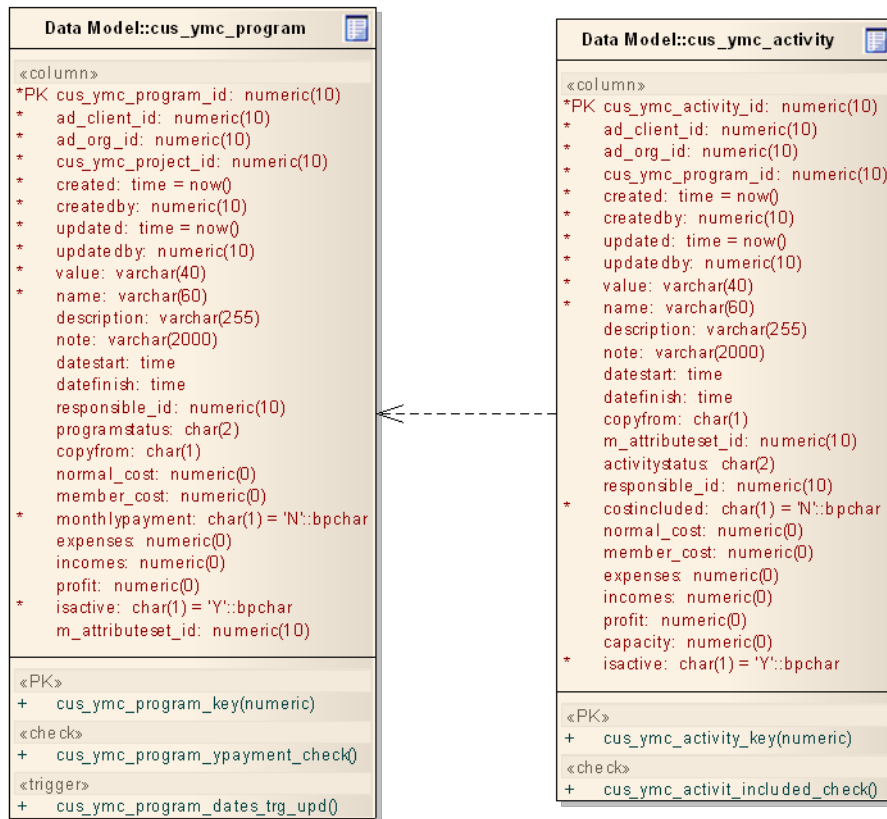 Data Model::cus_ymc_program
«column»
*PK cus_ymc_program_id: numeric(10)
* ad_client_id: numeric(10)
* ad_org_id: numeric(10)
* cus_ymc_project_id: numeric(10)
* created: time = now()
* createdby: numeric(10)
* updated: time = now()
* updatedby: numeric(10)
* value: varchar(40)
* name: varchar(60)
description: varchar(255)
note: varchar(2000)
datestart: time
datefinish: time
responsible_id: numeric(10)
programstatus: char(2)
copyfrom: char(1)
normal_cost: numeric(0)
member_cost: numeric(0)
* monthlypayment: char(1) = 'N'::bpchar
expenses: numeric(0)
incomes: numeric(0)
profit: numeric(0)
* isactive: char(1) = 'Y'::bpchar
m_attributeset_id: numeric(10)
«PK»
+ cus_ymc_program_key(numeric)
«check»
+ cus_ymc_program_ypayment_check()
«trigger»
+ cus_ymc_program_dates_trg_upd()
Data Model::cus_ymc_activity
«column»
*PK cus_ymc_activity_id: numeric(10)
* ad_client_id: numeric(10)
* ad_org_id: numeric(10)
* cus_ymc_program_id: numeric(10)
* created: time = now()
* createdby: numeric(10)
* updated: time = now()
* updatedby: numeric(10)
* value: varchar(40)
* name: varchar(60)
description: varchar(255)
note: varchar(2000)
datestart: time
datefinish: time
copyfrom: char(1)
m_attributeset_id: numeric(10)
activitystatus: char(2)
responsible_id: numeric(10)
* costincluded: char(1) = 'N'::bpchar
normal_cost: numeric(0)
member_cost: numeric(0)
expenses: numeric(0)
incomes: numeric(0)
profit: numeric(0)
capacity: numeric(0)
* isactive: char(1) = 'Y'::bpchar
«PK»
+ cus_ymc_activity_key(numeric)
«check»
+ cus_ymc_activit_included_check()